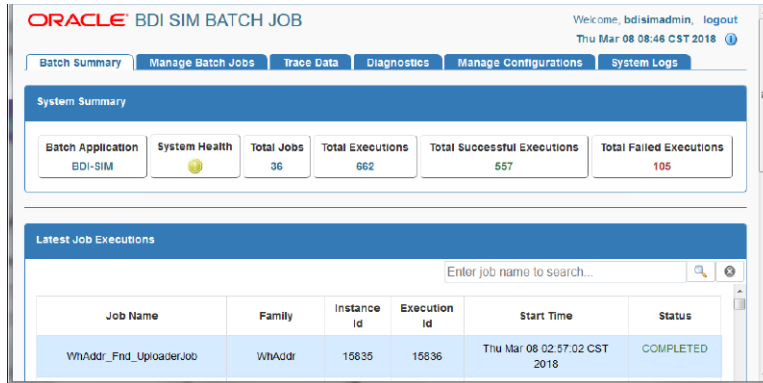 ORACLE® BDI SIM BATCH JOB
Welcome, bdisimadmin, logout
Thu Mar 08 08:46 CST 2018
Batch Summary Manage Batch Jobs Trace Data Diagnostics Manage Configurations System Logs
System Summary
Batch Application System Health Total Jobs Total Executions Total Successful Executions Total Failed Executions
BDI-SIM 36 662 557 105
Latest Job Executions
Enter job name to search...
Job Name Family Instance Id Execution Id Start Time Status
WhAddr_Fnd_UploaderJob WhAddr 15835 15836 Thu Mar 08 02:57:02 CST 2018 COMPLETED